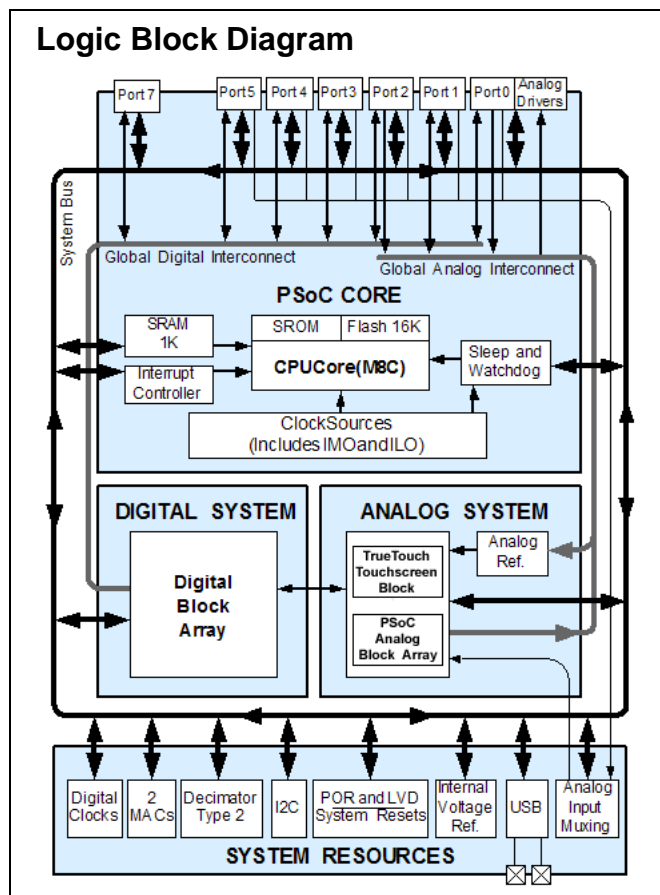 Logic Block Diagram
Port 7
Port5
Port 4
Port 3
Port 2
Port 1
Port 0
Analog
Drivers
System Bus
Global Digital Interconnect
Global Analog Interconnect
PSoC CORE
SRAM
1K
SROM
Flash 16K
CPUCore(M8C)
Sleep and
Watchdog
Interrupt
Controller
ClockSources
(IncludesIMOandILO)
DIGITAL SYSTEM
Digital
Block
Array
ANALOG SYSTEM
TrueTouch
Touchscreen
Block
Analog
Ref.
PSoC
Analog
Block Array
Digital
Clocks
2
MACs
Decimator
Type 2
I2C
POR and LVD
System Resets
Internal
Voltage
Ref.
USB
Analog
Input
Muxing
SYSTEM RESOURCES